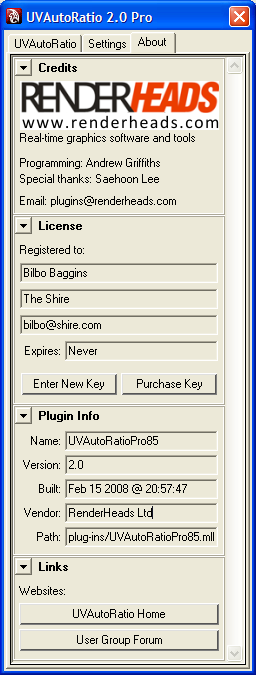 UVAutoRatio 2.0 Pro
UVAutoRatio Settings About
Credits
RENDERHEADS
www.renderheads.com
Real-time graphics software and tools
Programming: Andrew Griffiths
Special thanks: Saehoon Lee
Email: plugins@renderheads.com
License
Registered to:
Bilbo Baggins
The Shire
bilbo@shire.com
Expires: Never
Enter New Key Purchase Key
Plugin Info
Name: UVAutoRatioPro85
Version: 2.0
Built: Feb 15 2008 @ 20:57:47
Vendor: RenderHeads Ltd
Path: plug-ins/UVAutoRatioPro85.mll
Links
Websites:
UVAutoRatio Home
User Group Forum